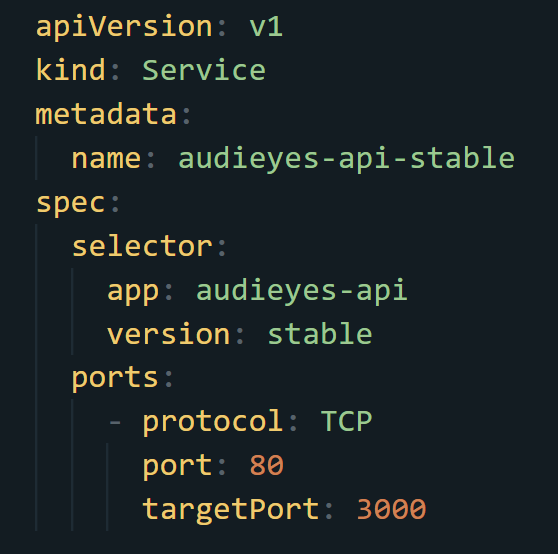 apiVersion: v1
kind: Service
metadata:
  name: audieyes-api-stable
spec:
  selector:
    app: audieyes-api
    version: stable
  ports:
    - protocol: TCP
      port: 80
      targetPort: 3000